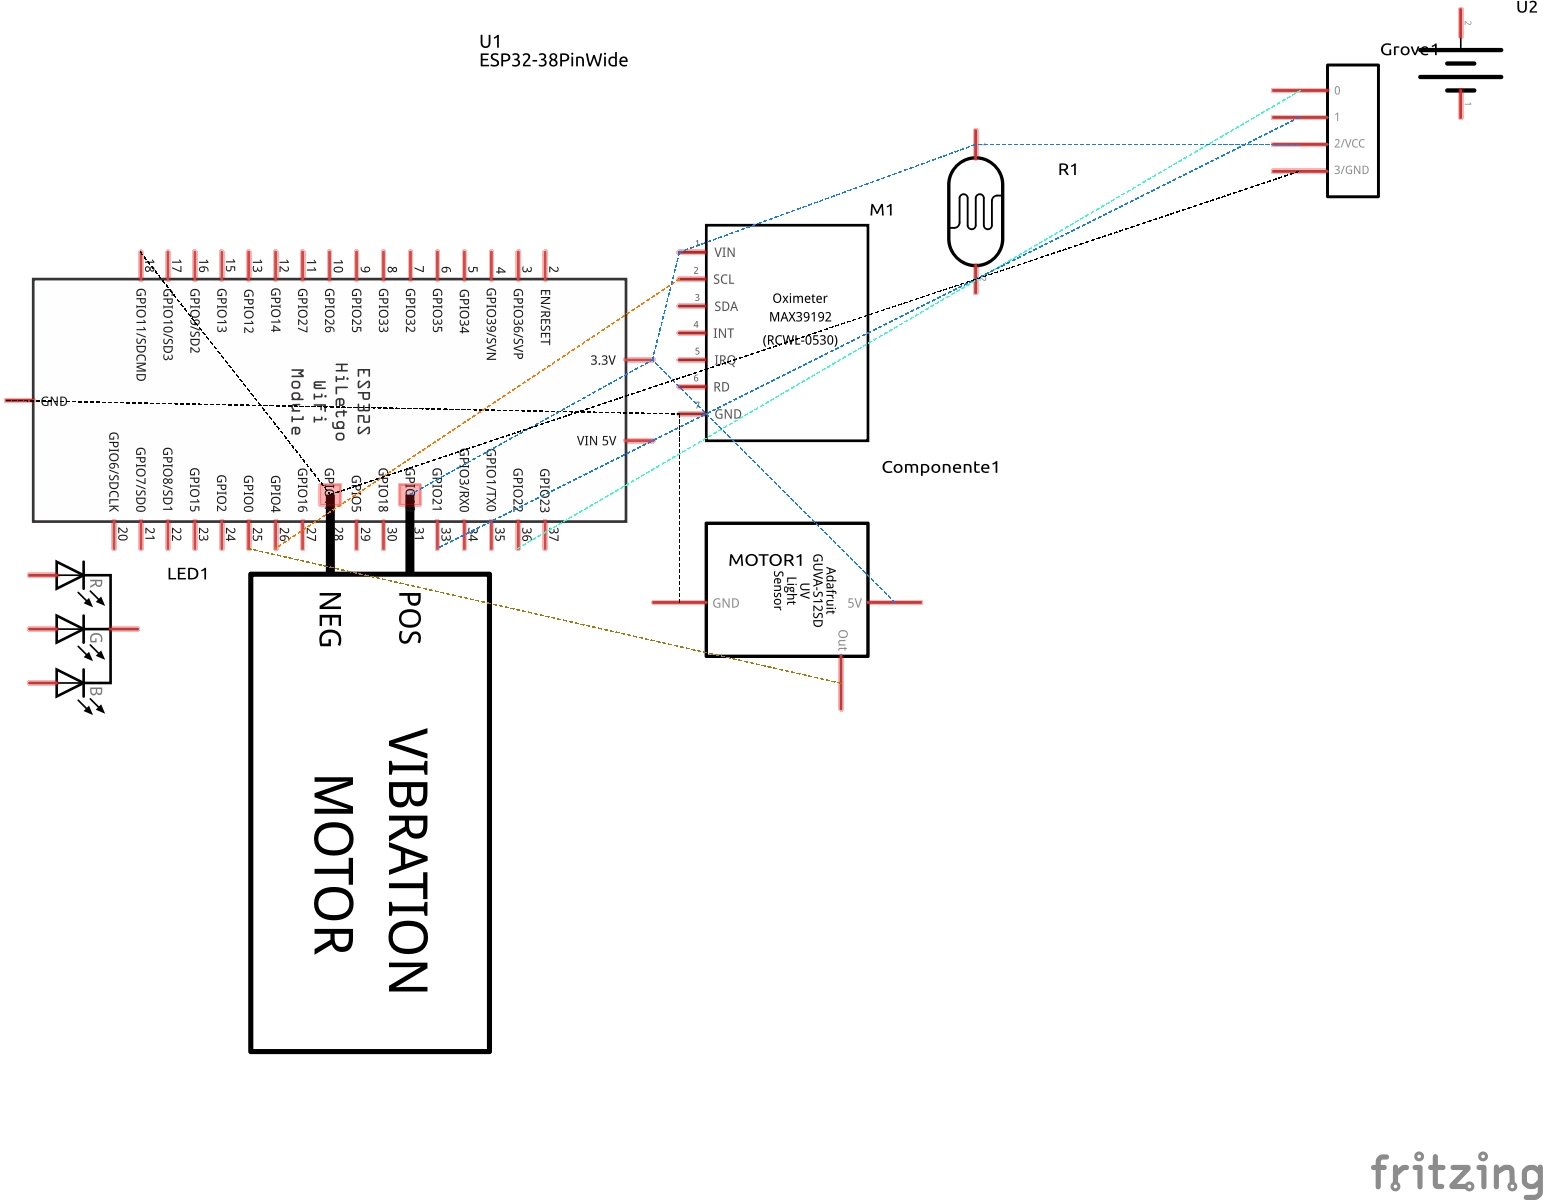 U2
U1
ESP32-38PinWide
Grove1
2
1
0
1
2/VCC
3/GND
R1
M1
18
17
16
15
13
12
11
10
9
8
7
6
5
4
3
2
GPIO11/SDCMD
GPIO10/SD3
GPIO9/SD2
GPIO13
GPIO12
GPIO14
GPIO27
GPIO26
GPIO25
GPIO33
GPIO32
GPIO35
GPIO34
GPIO39/SVN
GPIO36/SVP
EN/RESET
1
VIN
2
SCL
3
SDA
4
INT
5
IRQ
6
RD
GND
Oximeter
MAX39192
(RCWL-0530)
3.3V
VIN 5V
GND
ESP32S
HiLetgo
WiFi
Module
GPIO6/SDCLK
GPIO7/SD0
GPIO8/SD1
GPIO15
GPIO2
GPIO0
GPIO4
GPIO16
GPIO5
GPIO18
GPIO21
GPIO3/RX0
GPIO1/TX0
GPIO22
GPIO23
20
21
22
23
24
25
26
27
28
29
30
31
33
34
35
36
37
Componente1
LED1
R
G
B
NEG
POS
VIBRATION
MOTOR
MOTOR1
Adafruit
GUVA-S12SD
UV
Light
Sensor
GND
5V
Out
fritzing